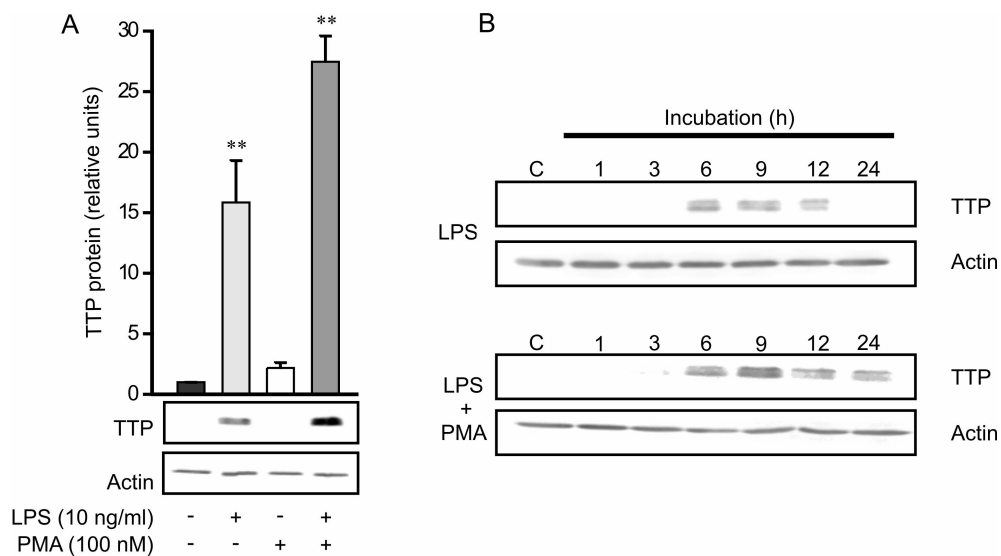 A
TTP protein (relative units)
30
25
20
15
10
5
0
**
**
TTP
Actin
LPS (10 ng/ml) - + - +
PMA (100 nM) - - + +
B
Incubation (h)
C 1 3 6 9 12 24
LPS
TTP
Actin
C 1 3 6 9 12 24
LPS
+
PMA
TTP
Actin